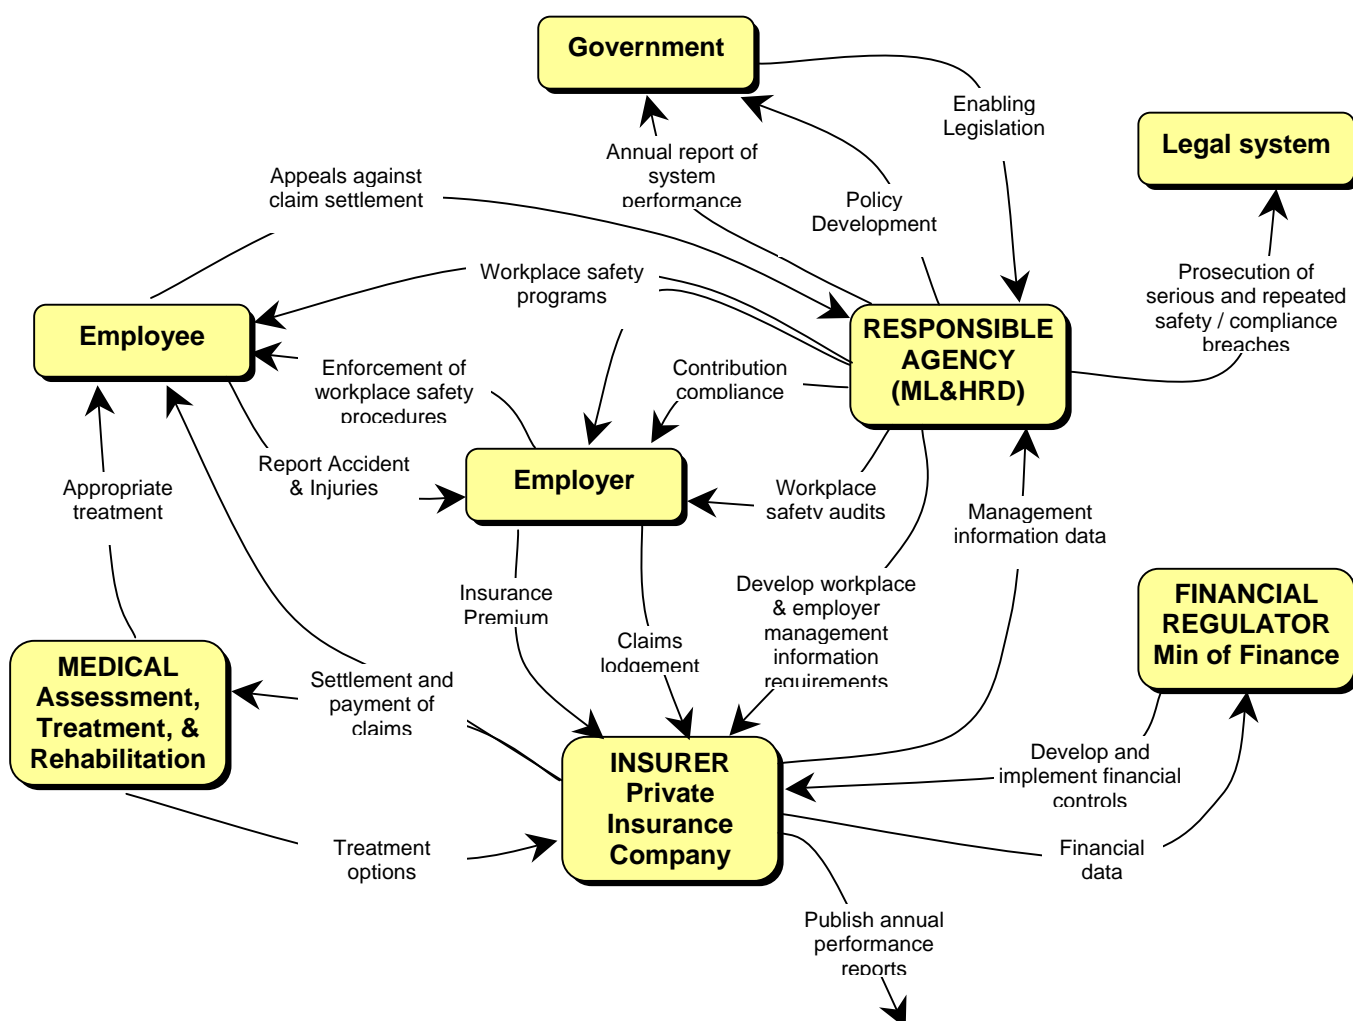 Government
Enabling
Legislation
Legal system
Annual report of
system
performance
Policy
Development
Appeals against
claim settlement
Workplace safety
programs
Prosecution of
serious and repeated
safety / compliance
breaches
Employee
RESPONSIBLE
AGENCY
(ML&HRD)
Enforcement of
workplace safety
procedures
Contribution
compliance
Report Accident
& Injuries
Employer
Appropriate
treatment
Workplace
safety audits
Management
information data
Insurance
Premium
Claims
lodgement
Develop workplace
& employer
management
information
requirements
FINANCIAL
REGULATOR
Min of Finance
MEDICAL
Assessment,
Treatment, &
Rehabilitation
Settlement and
payment of
claims
INSURER
Private
Insurance
Company
Develop and
implement financial
controls
Treatment
options
Financial
data
Publish annual
performance
reports